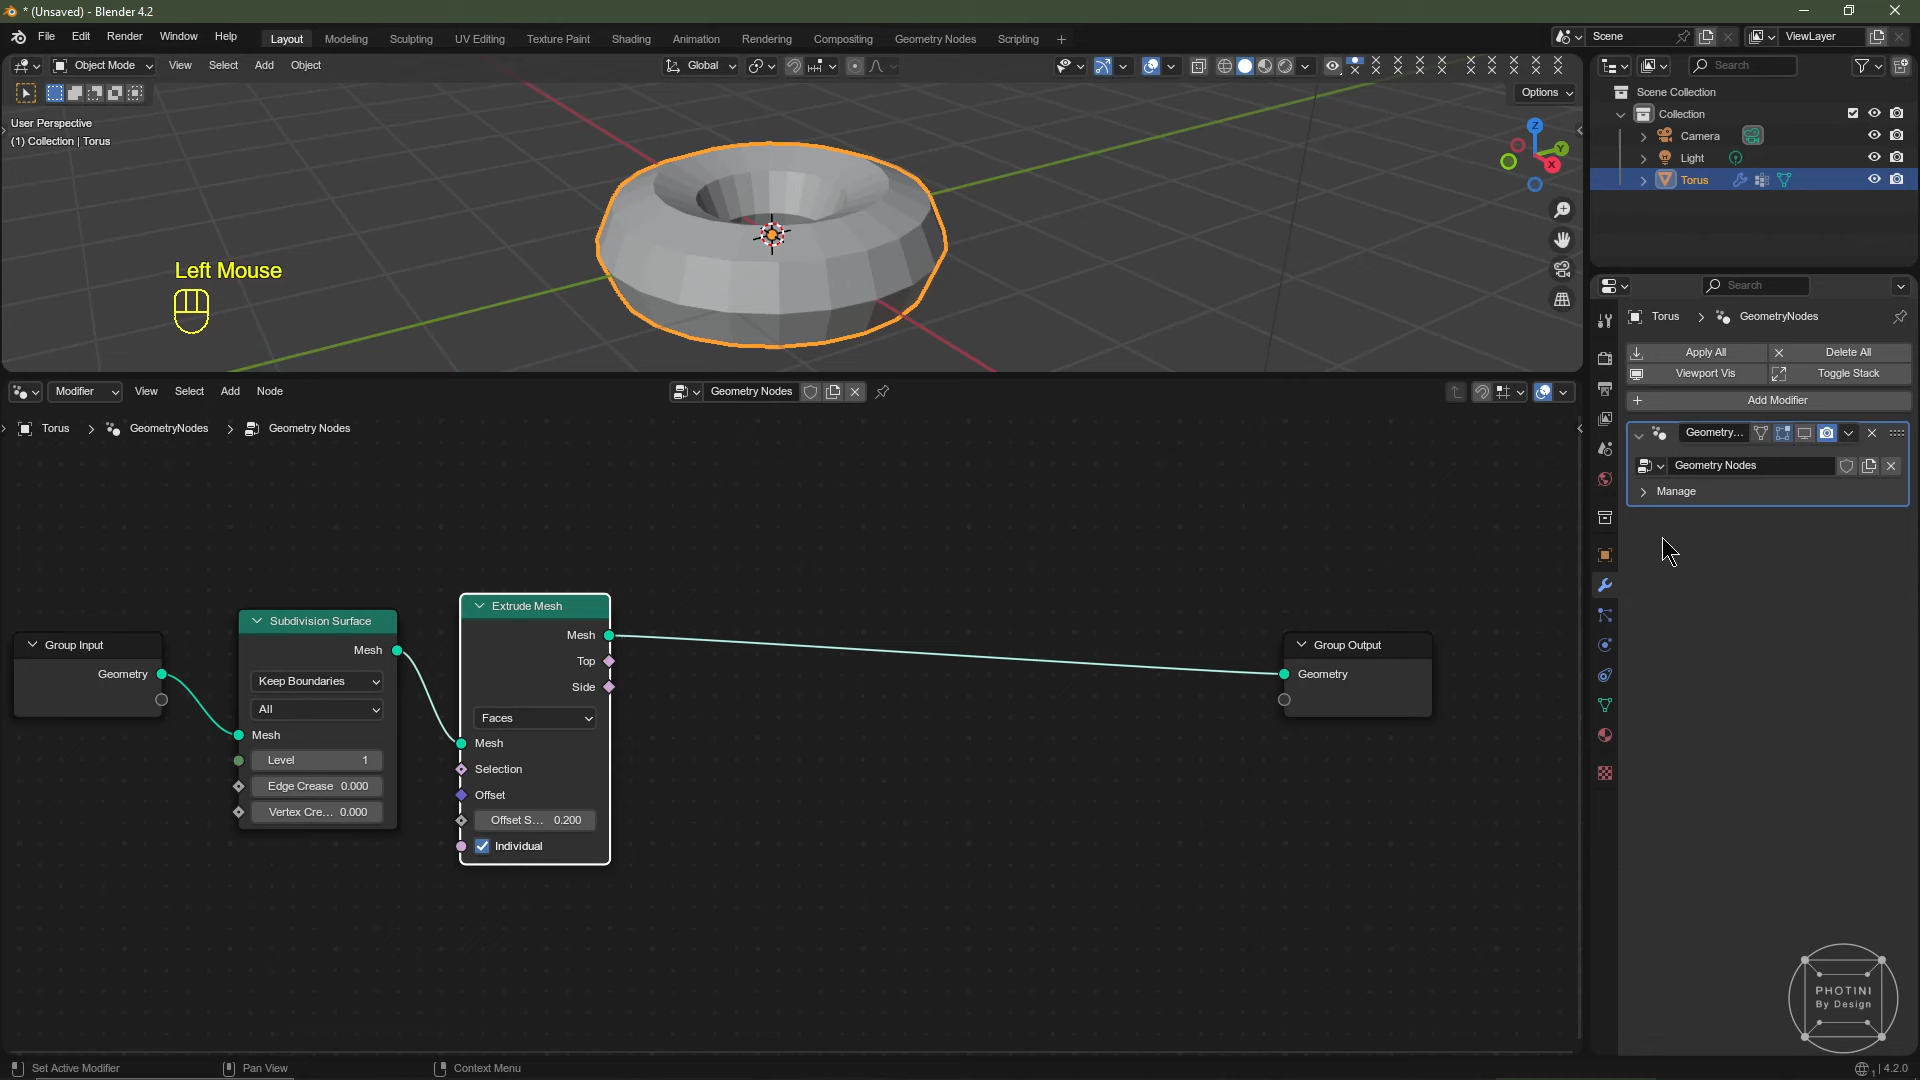 * (Unsaved) - Blender 4.2
File Edit Render Window Help Layout Modeling Sculpting UV Editing Texture Paint Shading Animation Rendering Compositing Geometry Nodes Scripting + Scene ViewLayer
Object Mode View Select Add Object Global Search
Options
User Perspective
(1) Collection | Torus
Z
Y
X
Left Mouse
Scene Collection
Collection
Camera
Light
Torus
Search
Torus > GeometryNodes
Apply All Delete All
Viewport Vis Toggle Stack
Add Modifier
Geometry...
Geometry Nodes
Manage
Modifier View Select Add Node Geometry Nodes
Torus > GeometryNodes > Geometry Nodes
Group Input
Geometry
Subdivision Surface
Mesh
Keep Boundaries
All
Mesh
Level 1
Edge Crease 0.000
Vertex Cre... 0.000
Extrude Mesh
Mesh
Top
Side
Faces
Mesh
Selection
Offset
Offset S... 0.200
Individual
Group Output
Geometry
PHOTINI
By Design
Set Active Modifier Pan View Context Menu
1 | 4.2.0